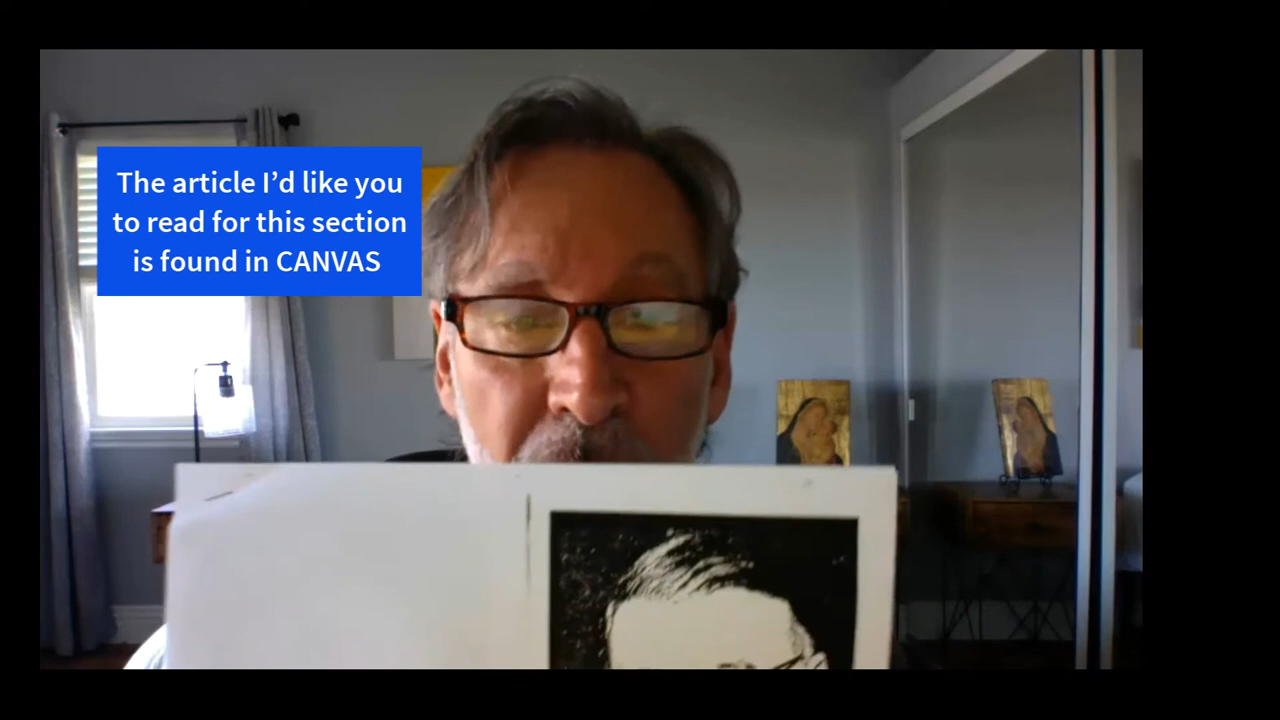 The article I’d like you
to read for this section
is found in CANVAS